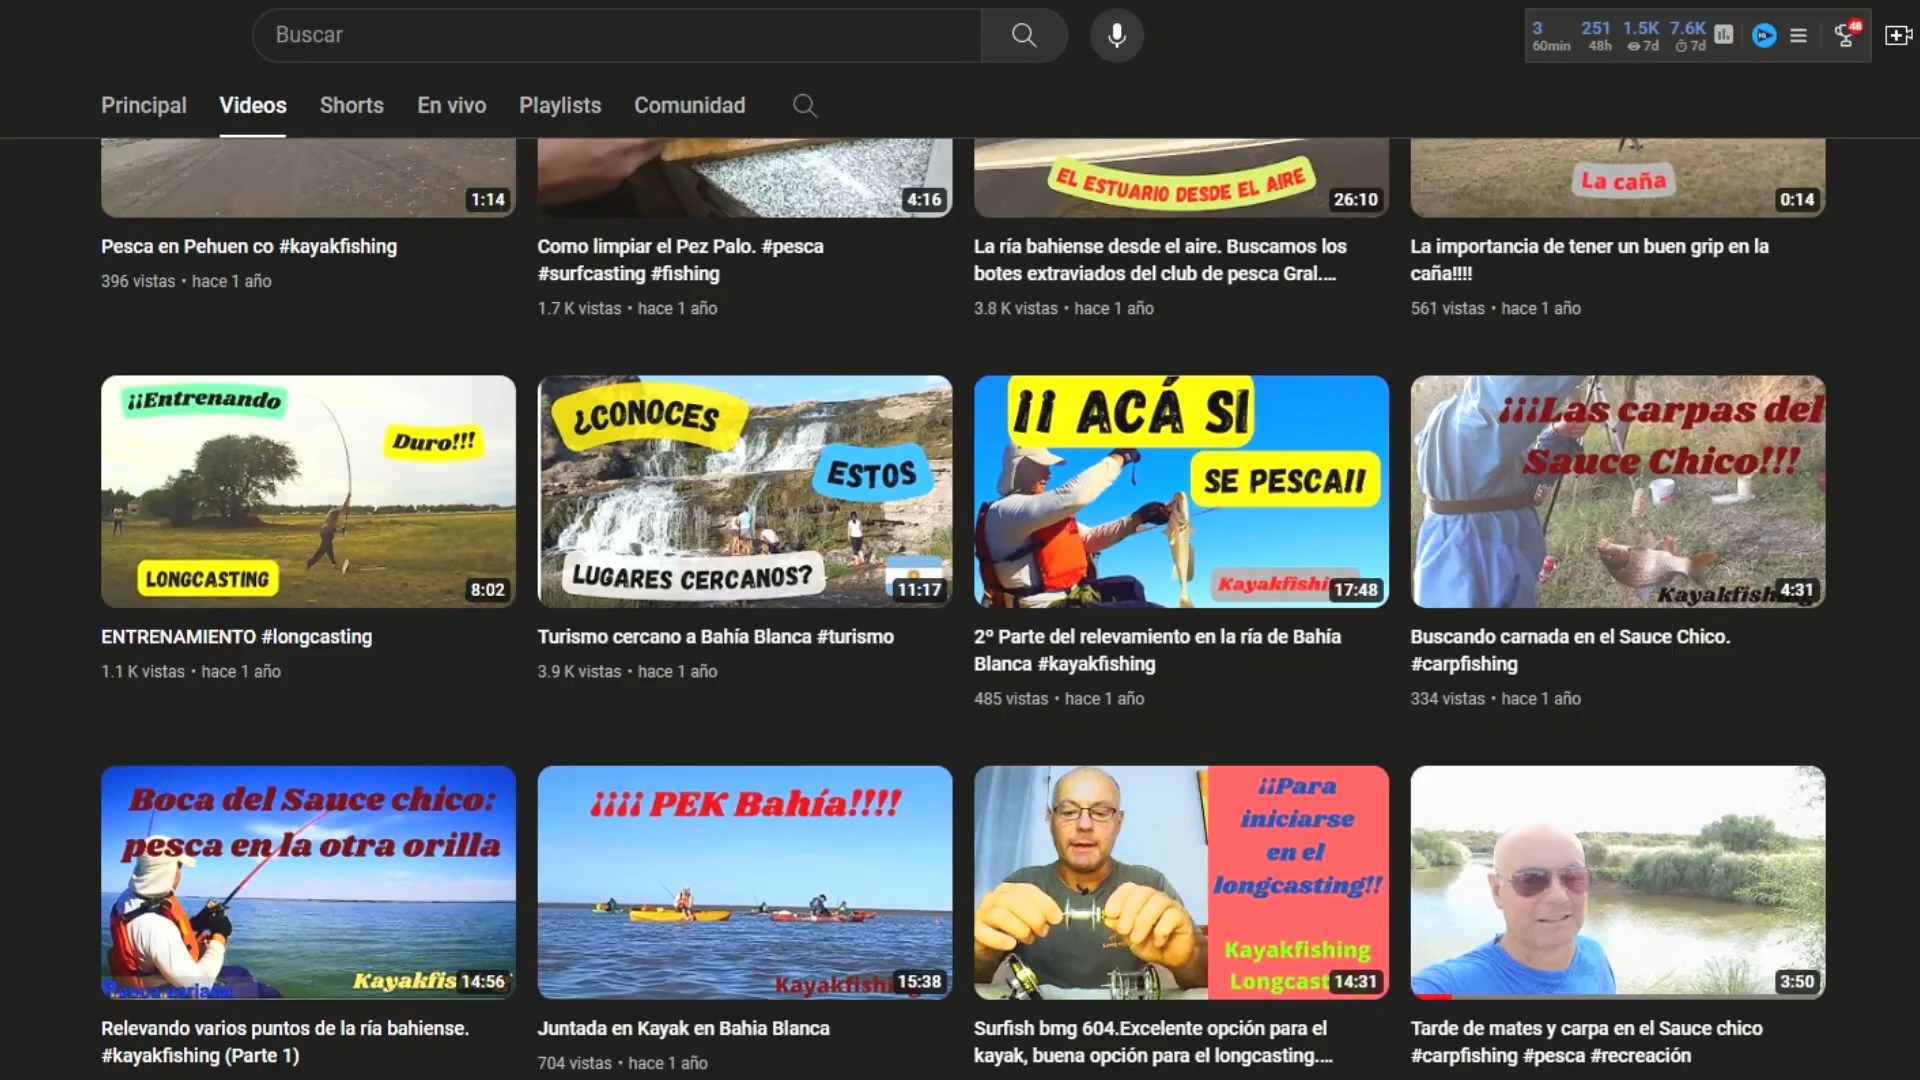 Buscar
3 251 1.5K 7.6K
60min 48h 7d 7d
48
Principal Videos Shorts En vivo Playlists Comunidad
1:14
4:16
EL ESTUARIO DESDE EL AIRE
26:10
La caña
0:14
Pesca en Pehuen co #kayakfishing
396 vistas • hace 1 año
Como limpiar el Pez Palo. #pesca
#surfcasting #fishing
1.7 K vistas • hace 1 año
La ría bahiense desde el aire. Buscamos los
botes extraviados del club de pesca Gral....
3.8 K vistas • hace 1 año
La importancia de tener un buen grip en la
caña!!!!
561 vistas • hace 1 año
¡¡Entrenando
Duro!!!
LONGCASTING
8:02
¿CONOCES
ESTOS
LUGARES CERCANOS?
11:17
¡¡ ACÁ SI
SE PESCA!!
Kayakfishi
17:48
¡¡¡Las carpas del
Sauce Chico!!!
Kayakfishing
4:31
ENTRENAMIENTO #longcasting
1.1 K vistas • hace 1 año
Turismo cercano a Bahía Blanca #turismo
3.9 K vistas • hace 1 año
2º Parte del relevamiento en la ría de Bahía
Blanca #kayakfishing
485 vistas • hace 1 año
Buscando carnada en el Sauce Chico.
#carpfishing
334 vistas • hace 1 año
Boca del Sauce chico:
pesca en la otra orilla
Kayakfis
Pesca variada
14:56
¡¡¡¡ PEK Bahía!!!!
Kayakfishing
15:38
¡¡Para
iniciarse
en el
longcasting!!
Kayakfishing
Longcast
14:31
3:50
Relevando varios puntos de la ría bahiense.
#kayakfishing (Parte 1)
Juntada en Kayak en Bahia Blanca
704 vistas • hace 1 año
Surfish bmg 604.Excelente opción para el
kayak, buena opción para el longcasting....
Tarde de mates y carpa en el Sauce chico
#carpfishing #pesca #recreación